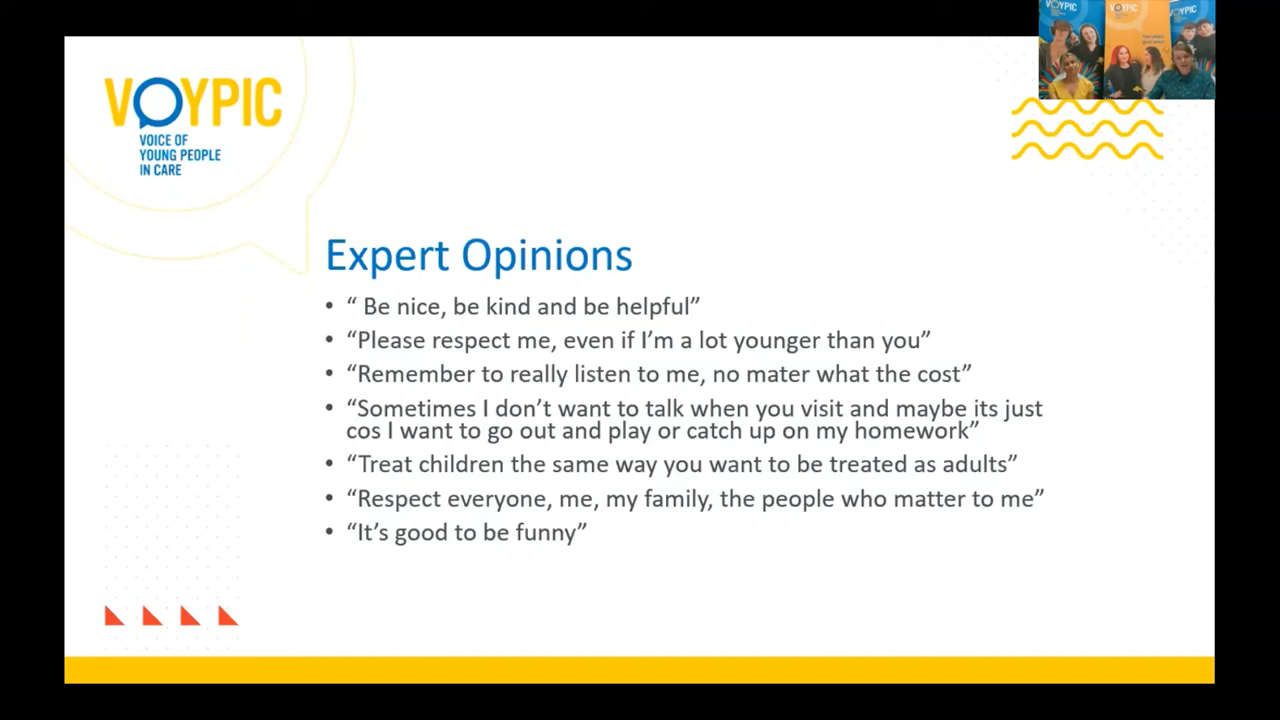 VOYPIC
VOICE OF
YOUNG PEOPLE
IN CARE
VOYPIC
VOYPIC
VOYPIC
Expert Opinions
• “ Be nice, be kind and be helpful”
• “Please respect me, even if I’m a lot younger than you”
• “Remember to really listen to me, no mater what the cost”
• “Sometimes I don’t want to talk when you visit and maybe its just
cos I want to go out and play or catch up on my homework”
• “Treat children the same way you want to be treated as adults”
• “Respect everyone, me, my family, the people who matter to me”
• “It’s good to be funny”